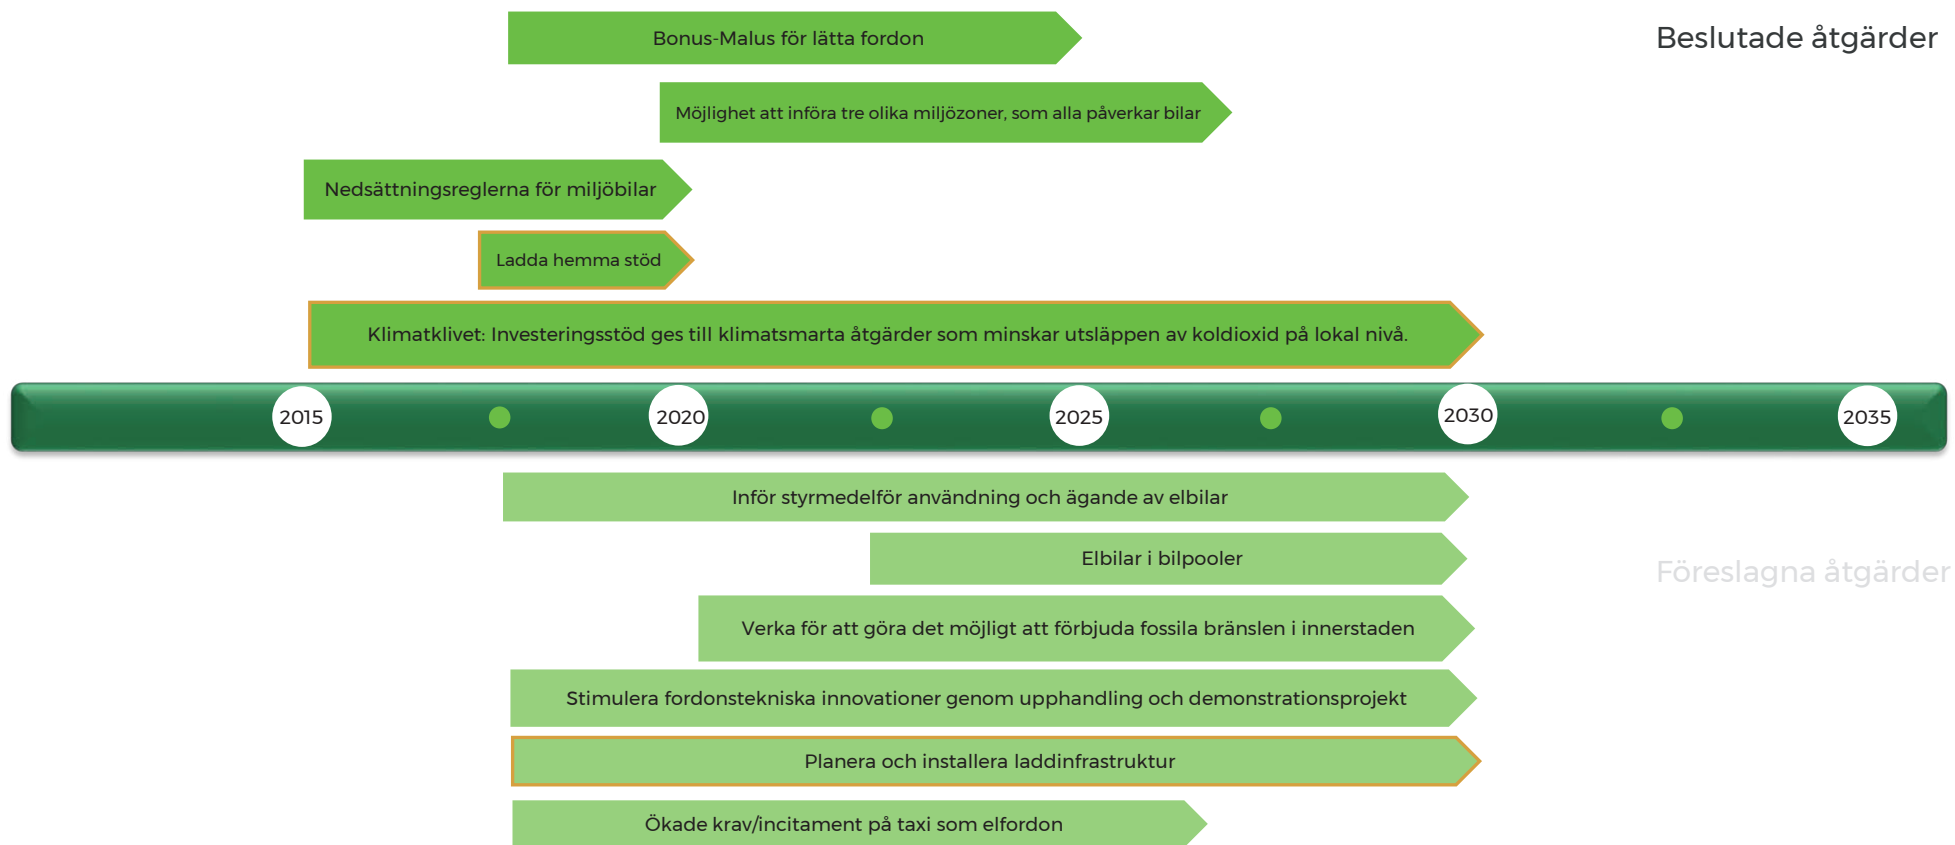 Beslutade åtgärder
Bonus-Malus för lätta fordon
Möjlighet att införa tre olika miljözoner, som alla påverkar bilar
Nedsättningsreglerna för miljöbilar
Ladda hemma stöd
Klimatklivet: Investeringsstöd ges till klimatsmarta åtgärder som minskar utsläppen av koldioxid på lokal nivå.
2015
2020
2025
2030
2035
Inför styrmedelför användning och ägande av elbilar
Elbilar i bilpooler
Föreslagna åtgärder
Verka för att göra det möjligt att förbjuda fossila bränslen i innerstaden
Stimulera fordonstekniska innovationer genom upphandling och demonstrationsprojekt
Planera och installera laddinfrastruktur
Ökade krav/incitament på taxi som elfordon